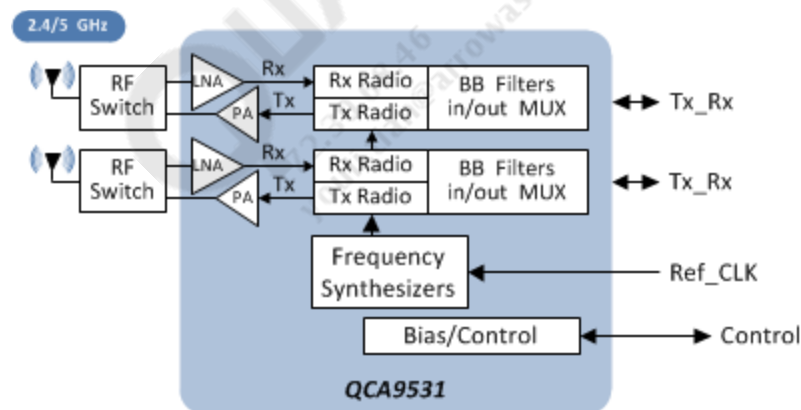 2.4/5 GHz
RF
Switch
LNA
PA
Rx
Tx
Rx Radio
Tx Radio
BB Filters
in/out MUX
Tx_Rx
RF
Switch
LNA
PA
Rx
Tx
Rx Radio
Tx Radio
BB Filters
in/out MUX
Tx_Rx
Frequency
Synthesizers
Ref_CLK
Bias/Control
Control
QCA9531